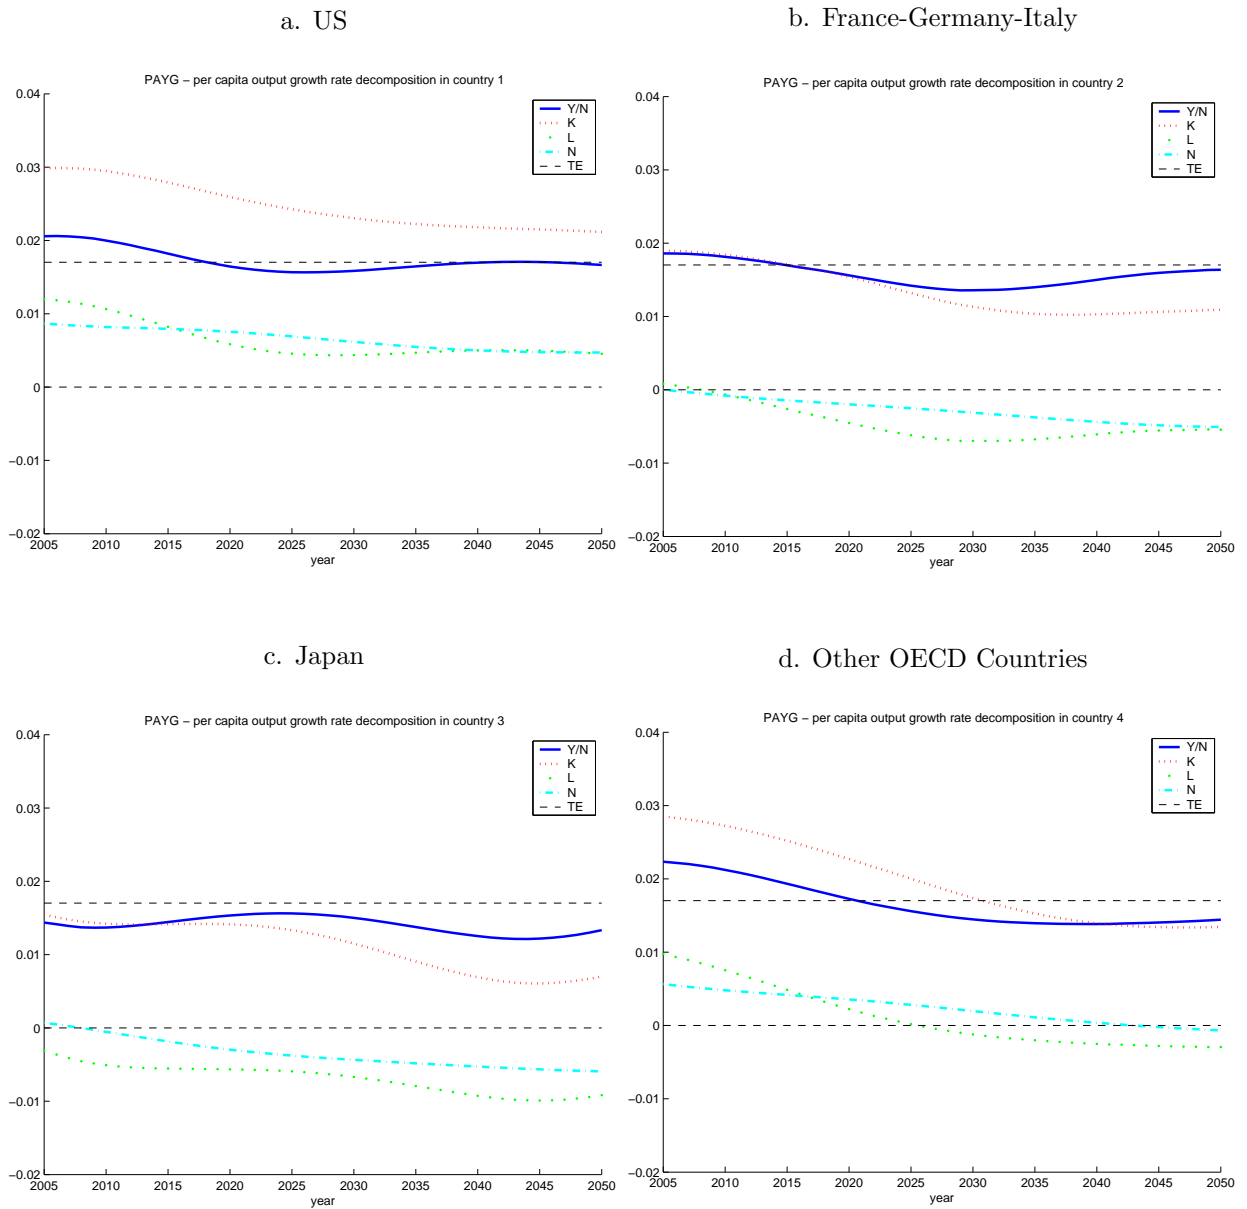 a. US
PAYG – per capita output growth rate decomposition in country 1
0.04
0.03
0.02
0.01
0
−0.01
−0.02
Y/N
K
L
N
TE
2005 2010 2015 2020 2025 2030 2035 2040 2045 2050
year
b. France-Germany-Italy
PAYG – per capita output growth rate decomposition in country 2
0.04
0.03
0.02
0.01
0
−0.01
−0.02
Y/N
K
L
N
TE
2005 2010 2015 2020 2025 2030 2035 2040 2045 2050
year
c. Japan
PAYG – per capita output growth rate decomposition in country 3
0.04
0.03
0.02
0.01
0
−0.01
−0.02
Y/N
K
L
N
TE
2005 2010 2015 2020 2025 2030 2035 2040 2045 2050
year
d. Other OECD Countries
PAYG – per capita output growth rate decomposition in country 4
0.04
0.03
0.02
0.01
0
−0.01
−0.02
Y/N
K
L
N
TE
2005 2010 2015 2020 2025 2030 2035 2040 2045 2050
year